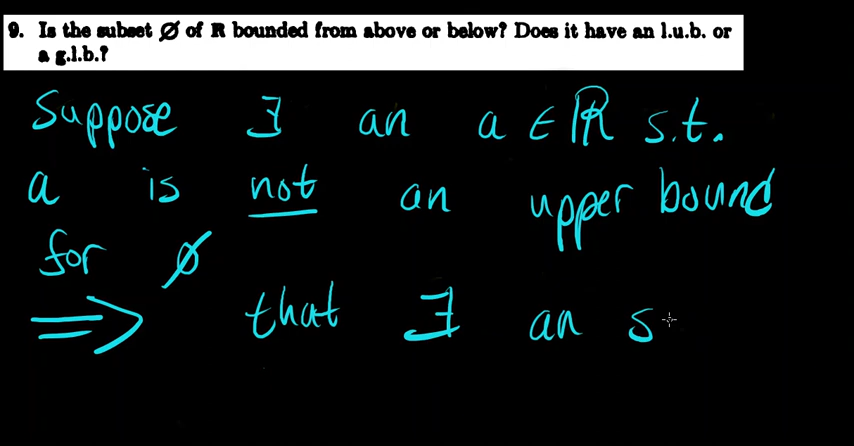 9. Is the subset ∅ of R bounded from above or below? Does it have an l.u.b. or
a g.l.b.?
Suppose ∃ an a ∈ ℝ s.t.
a is not an upper bound
for ∅
⟹ that ∃ an s